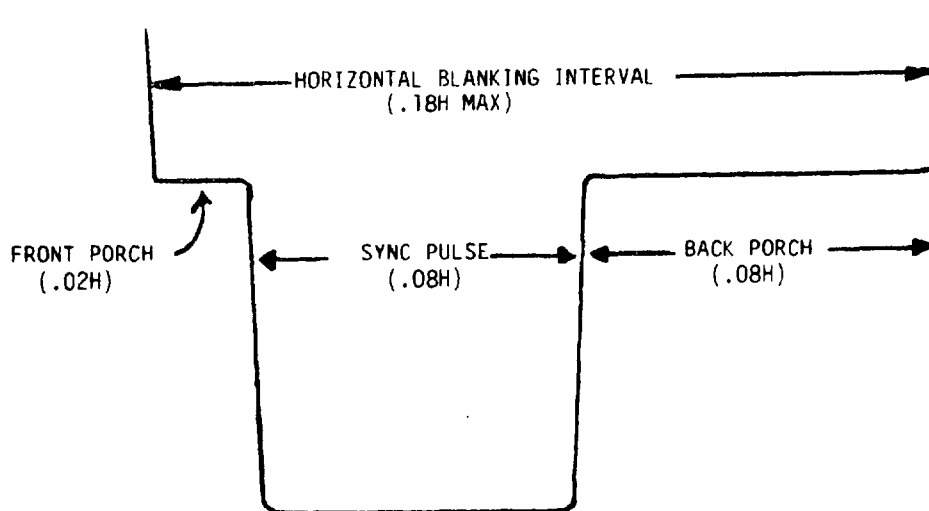 HORIZONTAL BLANKING INTERVAL
(.18H MAX)
FRONT PORCH
(.02H)
SYNC PULSE
(.08H)
BACK PORCH
(.08H)